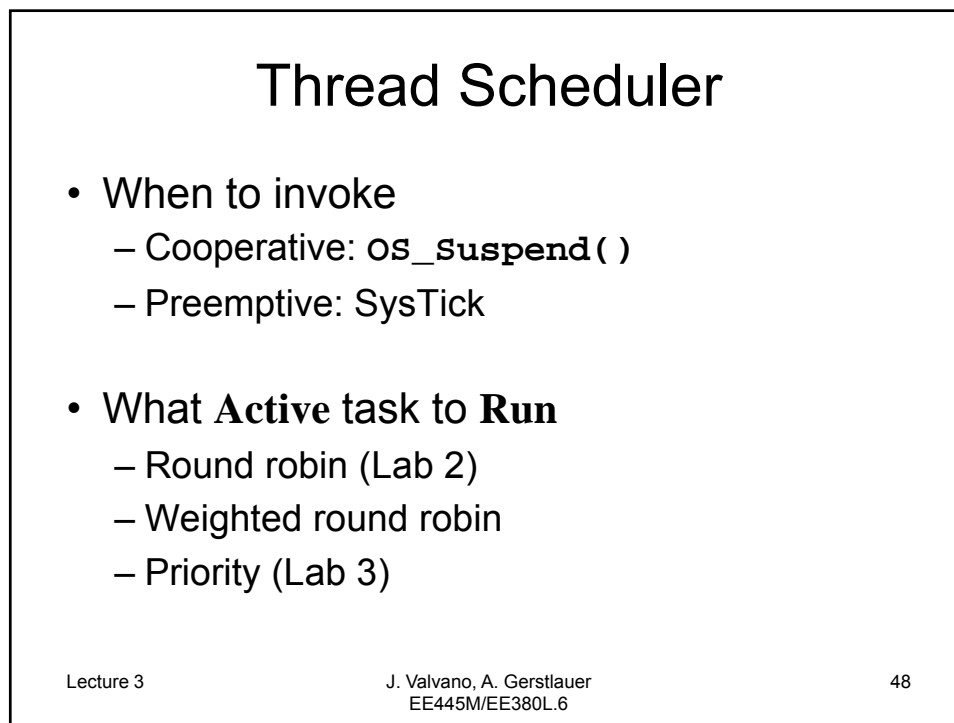 Thread Scheduler
• When to invoke
– Cooperative: OS_Suspend()
– Preemptive: SysTick
• What Active task to Run
– Round robin (Lab 2)
– Weighted round robin
– Priority (Lab 3)
Lecture 3
J. Valvano, A. Gerstlauer
EE445M/EE380L.6
48